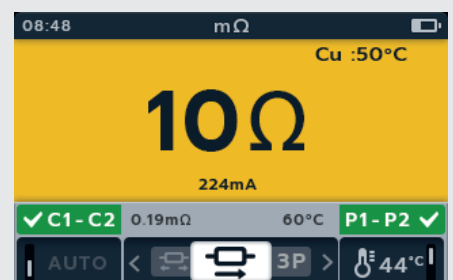 08:48 mΩ
Cu :50°C
10Ω
224mA
C1-C2 0.19mΩ 60°C P1-P2
AUTO < 3P > 44°C